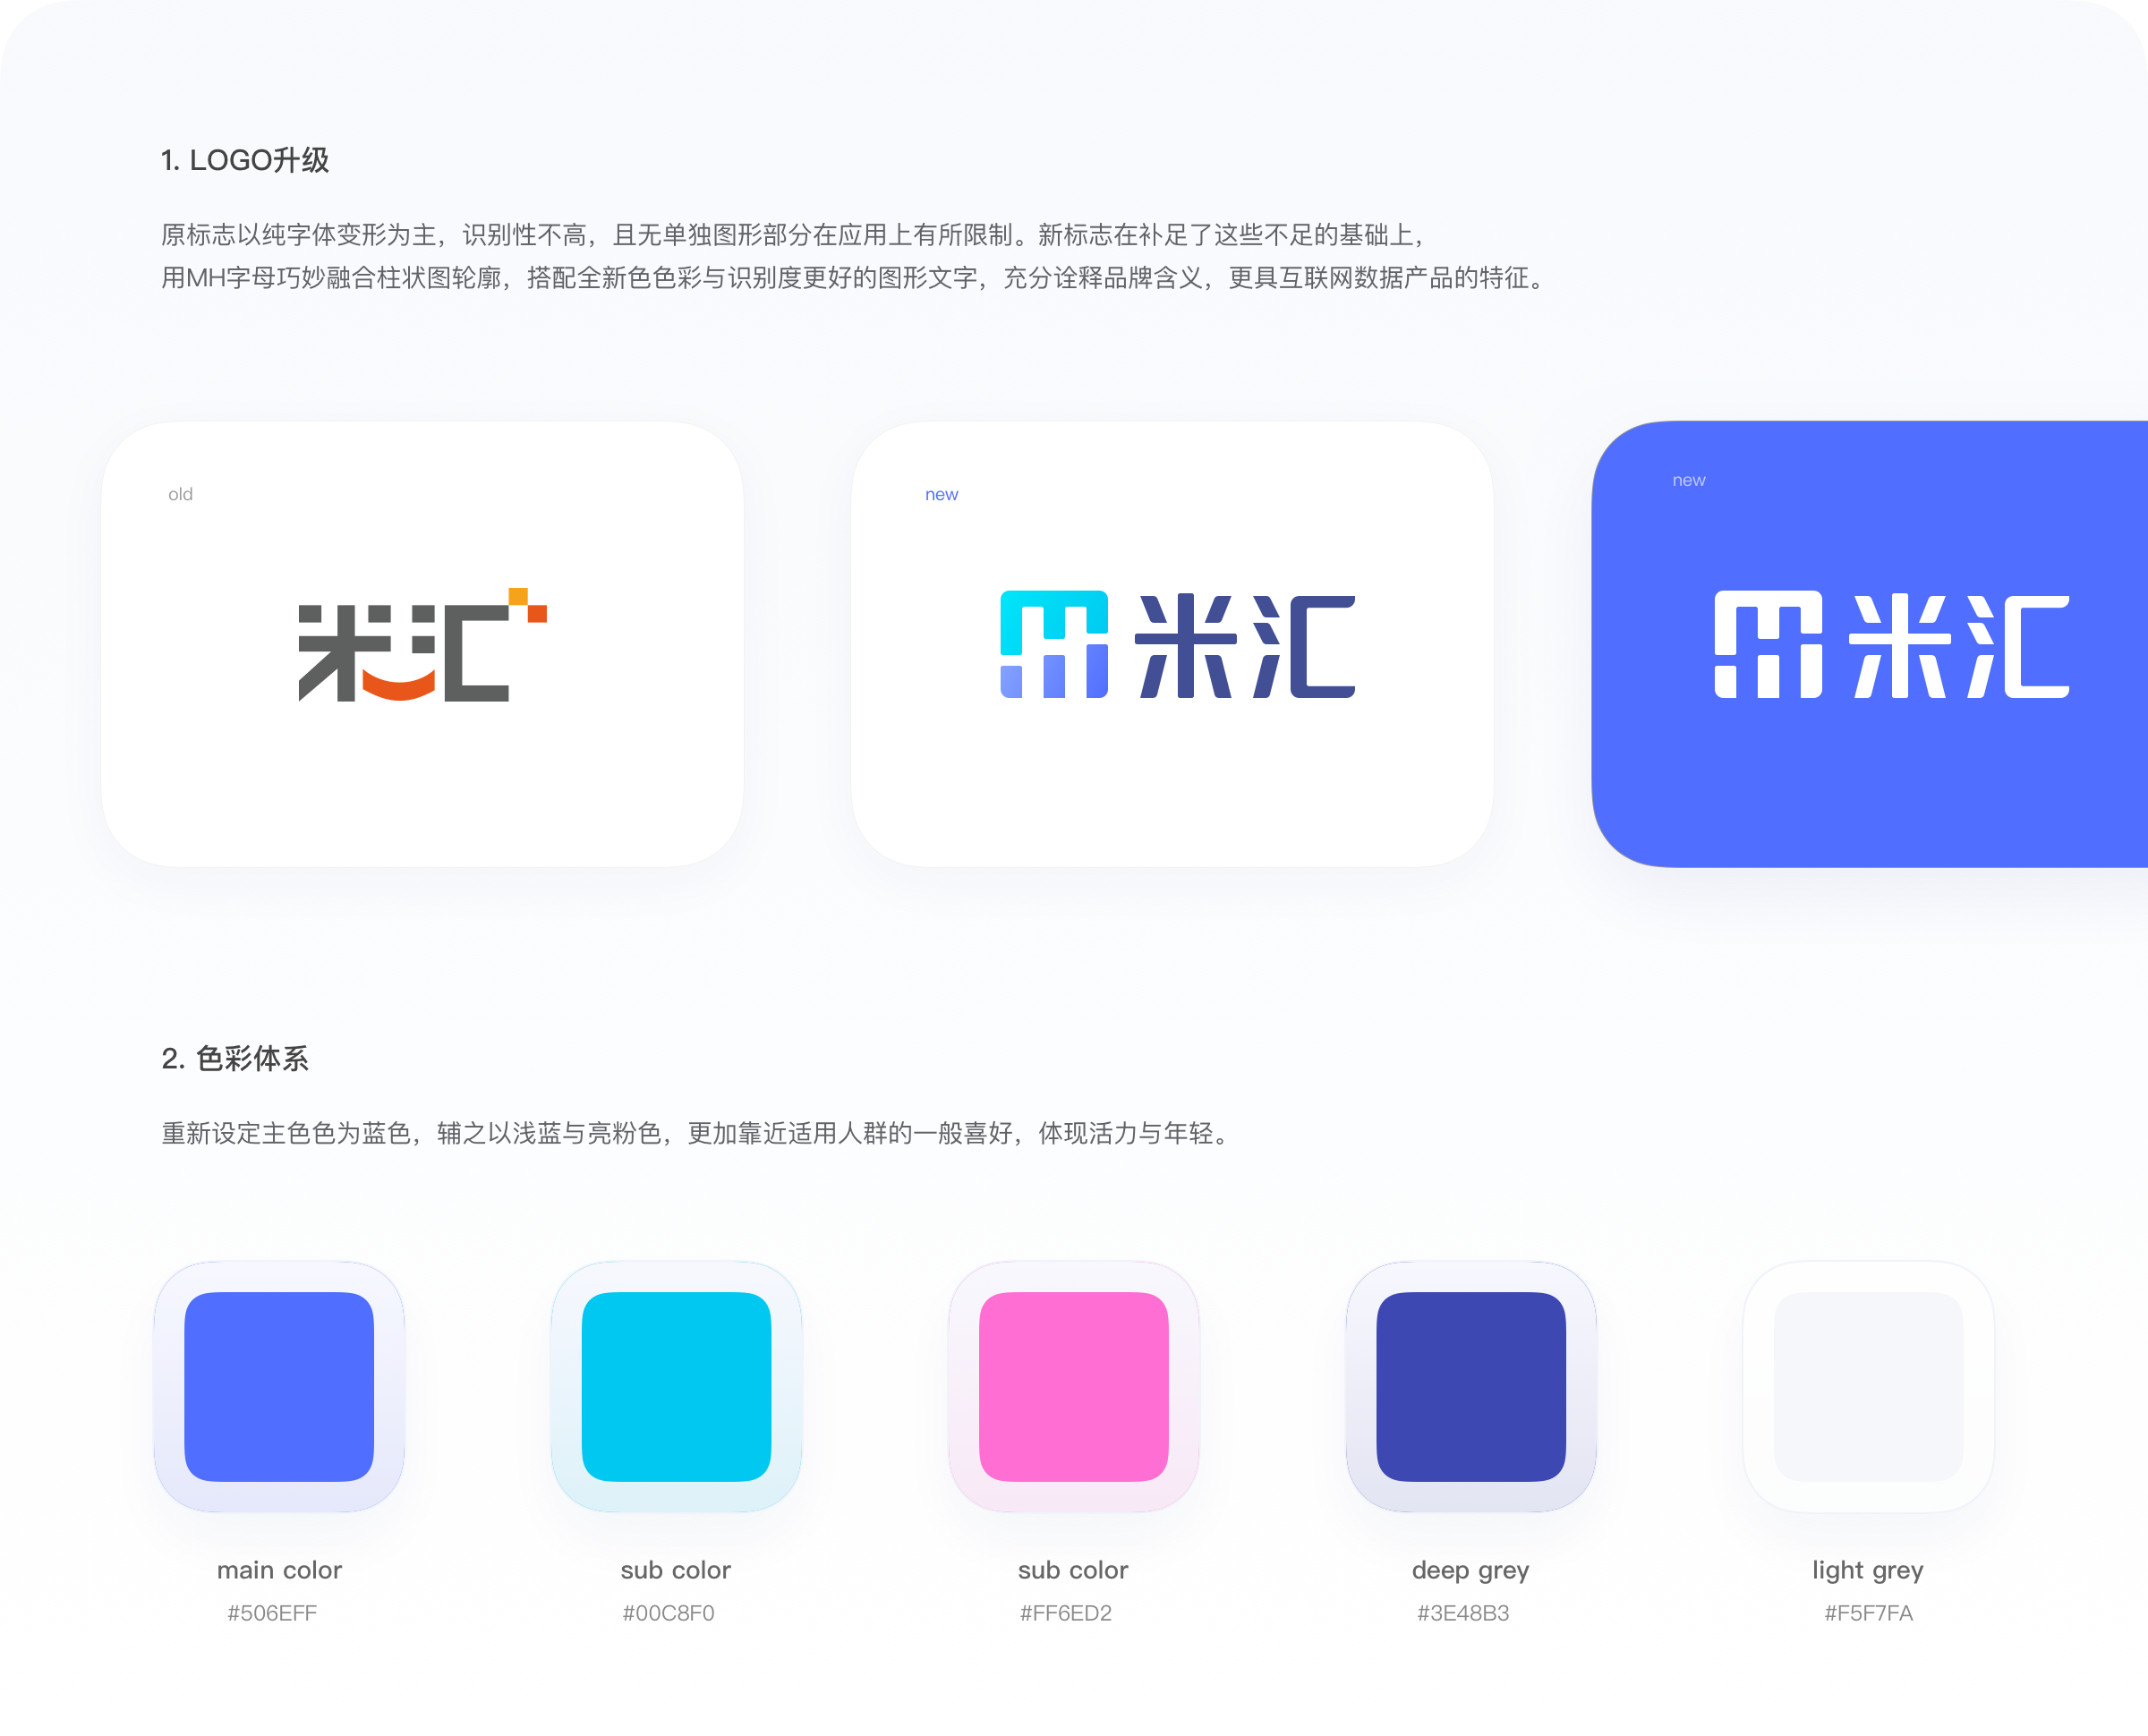 1. LOGO升级
原标志以纯字体变形为主，识别性不高，且无单独图形部分在应用上有所限制。新标志在补足了这些不足的基础上，
用MH字母巧妙融合柱状图轮廓，搭配全新色色彩与识别度更好的图形文字，充分诠释品牌含义，更具互联网数据产品的特征。
old
米汇
new
米汇
new
米汇
2. 色彩体系
重新设定主色色为蓝色，辅之以浅蓝与亮粉色，更加靠近适用人群的一般喜好，体现活力与年轻。
main color
#506EFF
sub color
#00C8F0
sub color
#FF6ED2
deep grey
#3E48B3
light grey
#F5F7FA